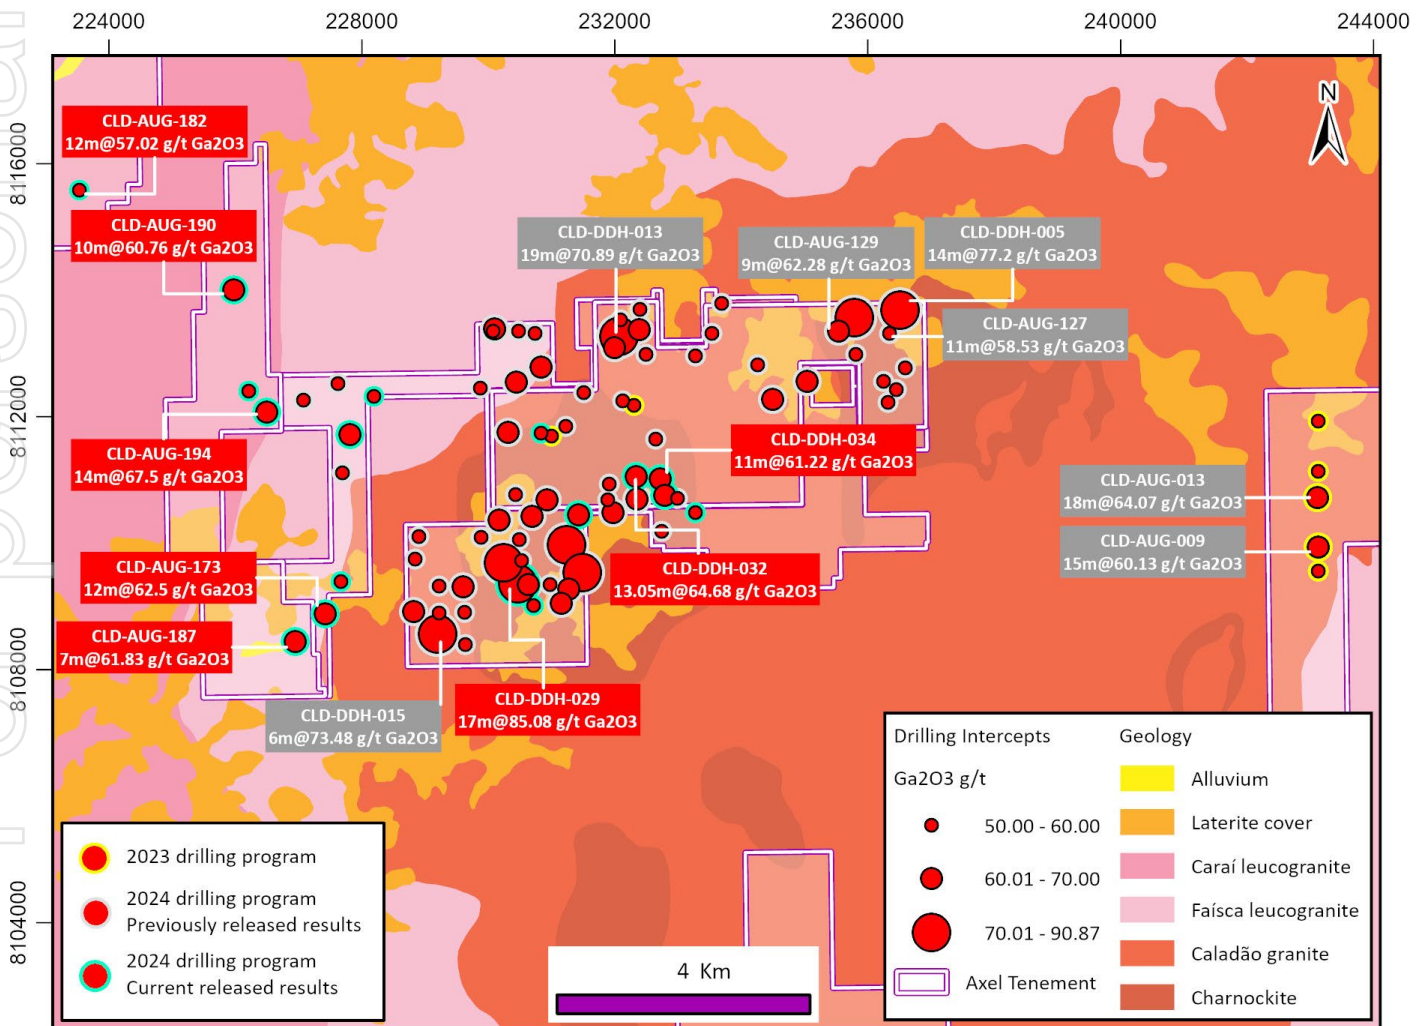 224000
228000
232000
236000
240000
244000
8116000
8112000
8108000
8104000
N
CLD-AUG-182
12m@57.02 g/t Ga2O3
CLD-AUG-190
10m@60.76 g/t Ga2O3
CLD-DDH-013
19m@70.89 g/t Ga2O3
CLD-AUG-129
9m@62.28 g/t Ga2O3
CLD-DDH-005
14m@77.2 g/t Ga2O3
CLD-AUG-127
11m@58.53 g/t Ga2O3
CLD-AUG-194
14m@67.5 g/t Ga2O3
CLD-DDH-034
11m@61.22 g/t Ga2O3
CLD-AUG-013
18m@64.07 g/t Ga2O3
CLD-AUG-009
15m@60.13 g/t Ga2O3
CLD-AUG-173
12m@62.5 g/t Ga2O3
CLD-DDH-032
13.05m@64.68 g/t Ga2O3
CLD-AUG-187
7m@61.83 g/t Ga2O3
CLD-DDH-015
6m@73.48 g/t Ga2O3
CLD-DDH-029
17m@85.08 g/t Ga2O3
2023 drilling program
2024 drilling program
Previously released results
2024 drilling program
Current released results
4 Km
Drilling Intercepts
Ga2O3 g/t
50.00 - 60.00
60.01 - 70.00
70.01 - 90.87
Axel Tenement
Geology
Alluvium
Laterite cover
Caraí leucogranite
Faísca leucogranite
Caladão granite
Charnockite